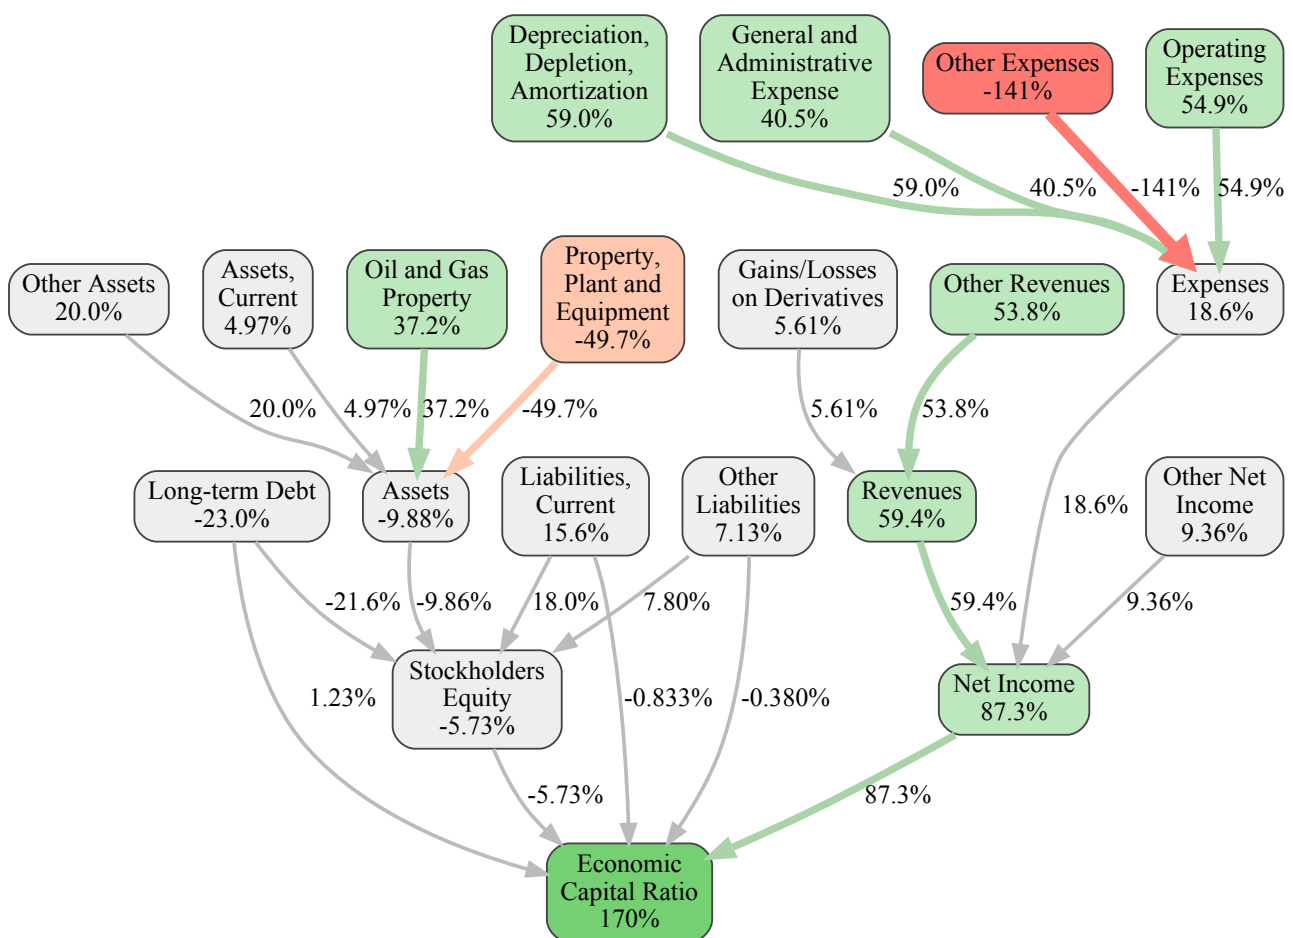 Depreciation,
Depletion,
Amortization
59.0%
General and
Administrative
Expense
40.5%
Other Expenses
-141%
Operating
Expenses
54.9%
59.0%
40.5%
-141%
54.9%
Other Assets
20.0%
Assets,
Current
4.97%
Oil and Gas
Property
37.2%
Property,
Plant and
Equipment
-49.7%
Gains/Losses
on Derivatives
5.61%
Other Revenues
53.8%
Expenses
18.6%
20.0%
4.97%
37.2%
-49.7%
5.61%
53.8%
Long-term Debt
-23.0%
Assets
-9.88%
Liabilities,
Current
15.6%
Other
Liabilities
7.13%
Revenues
59.4%
18.6%
Other Net
Income
9.36%
-21.6%
-9.86%
18.0%
7.80%
59.4%
9.36%
Stockholders
Equity
-5.73%
Net Income
87.3%
1.23%
-0.833%
-0.380%
-5.73%
87.3%
Economic
Capital Ratio
170%